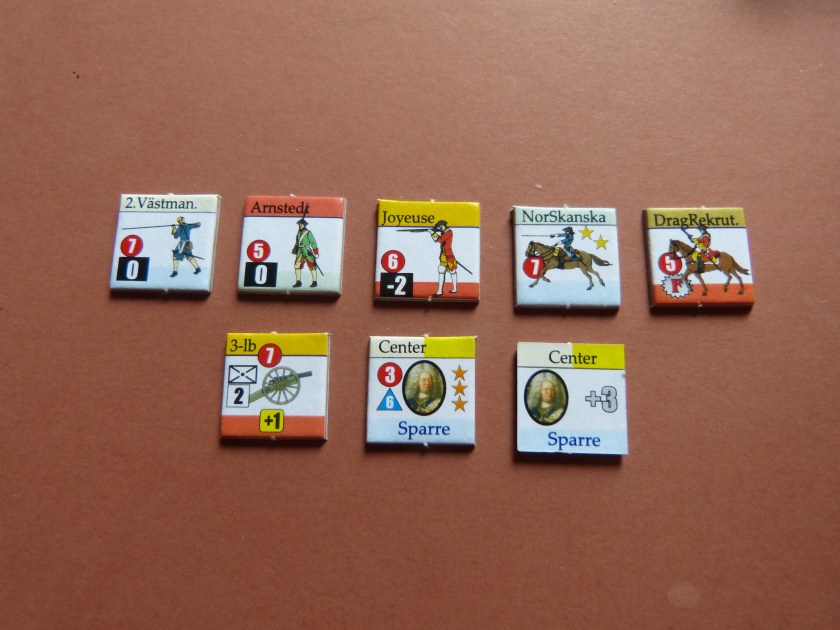 2.Västman.
7
0
Arnstedt
5
0
Joyeuse
6
-2
NorSkanska
7
DragRekrut.
5
F
3-lb
7
2
+1
Center
3
6
Sparre
Center
+3
Sparre